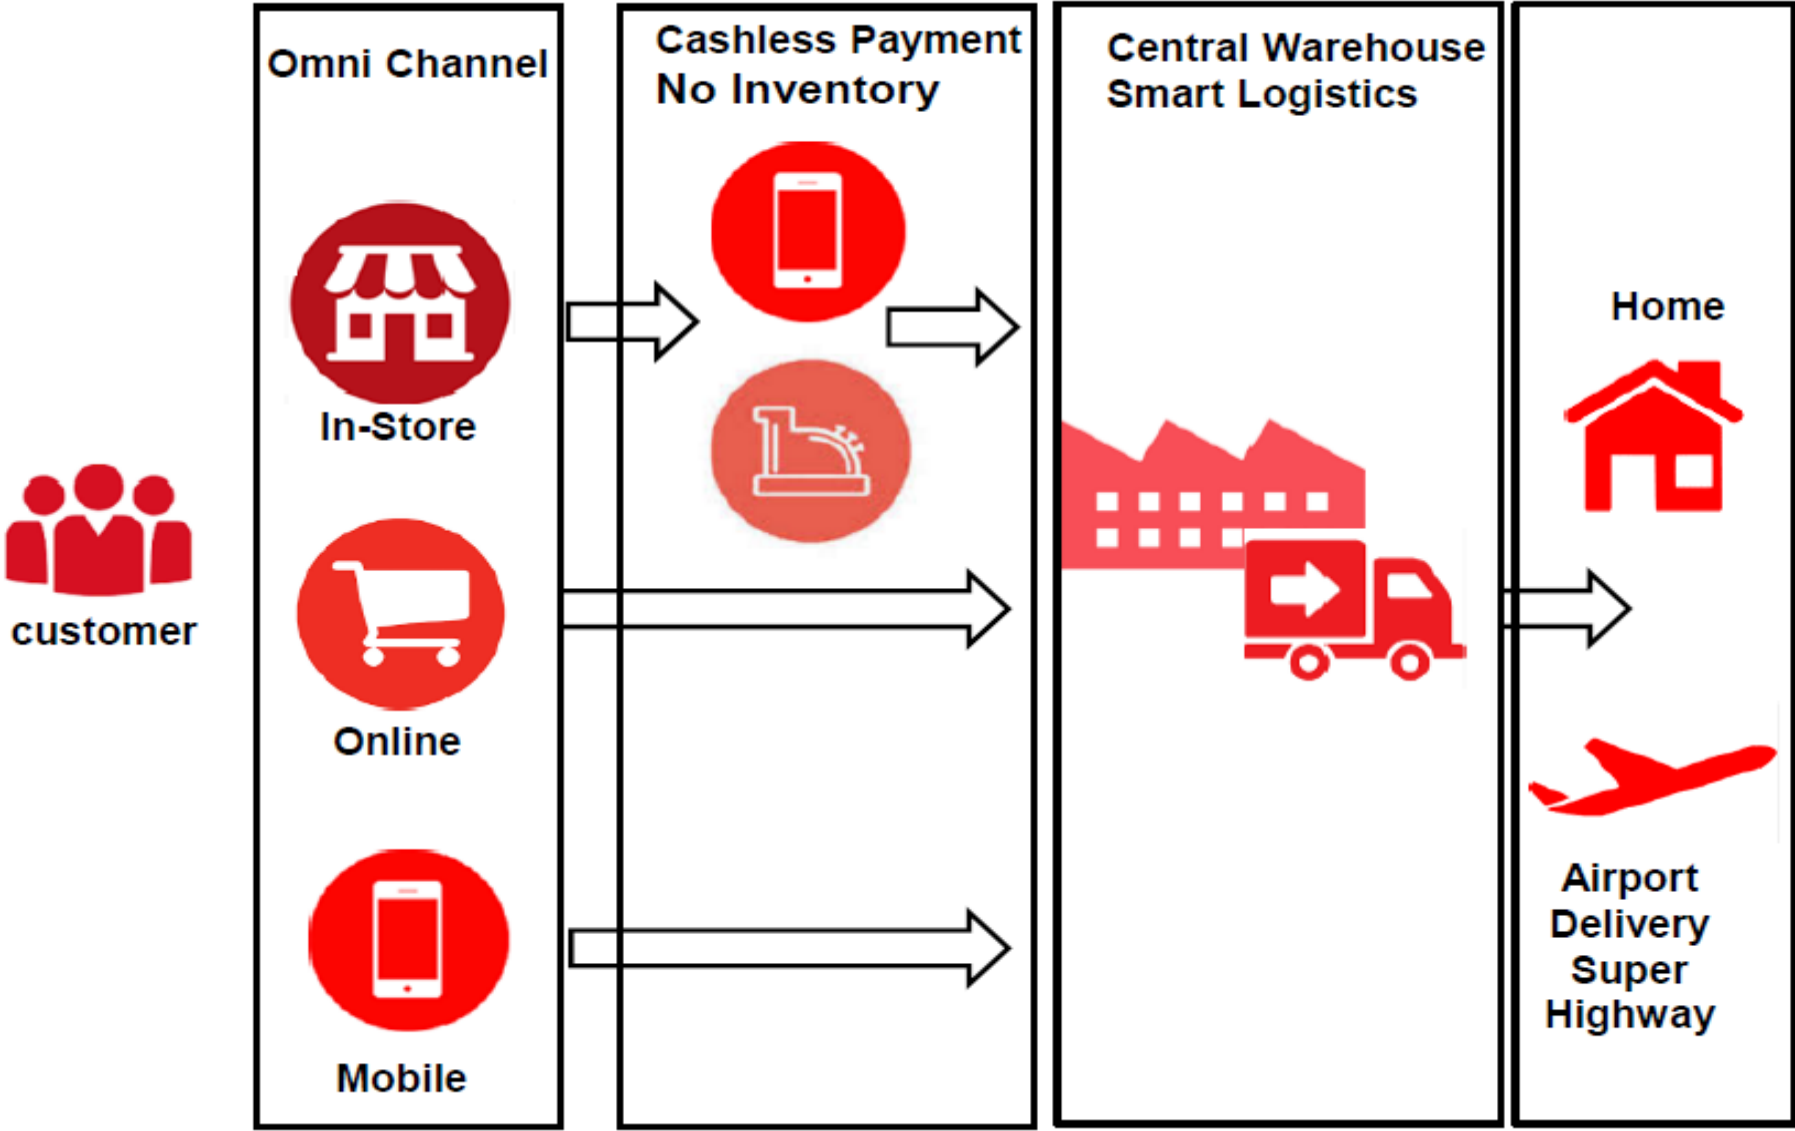 customer
Omni Channel
In-Store
Online
Mobile
Cashless Payment
No Inventory
Central Warehouse
Smart Logistics
Home
Airport
Delivery
Super
Highway